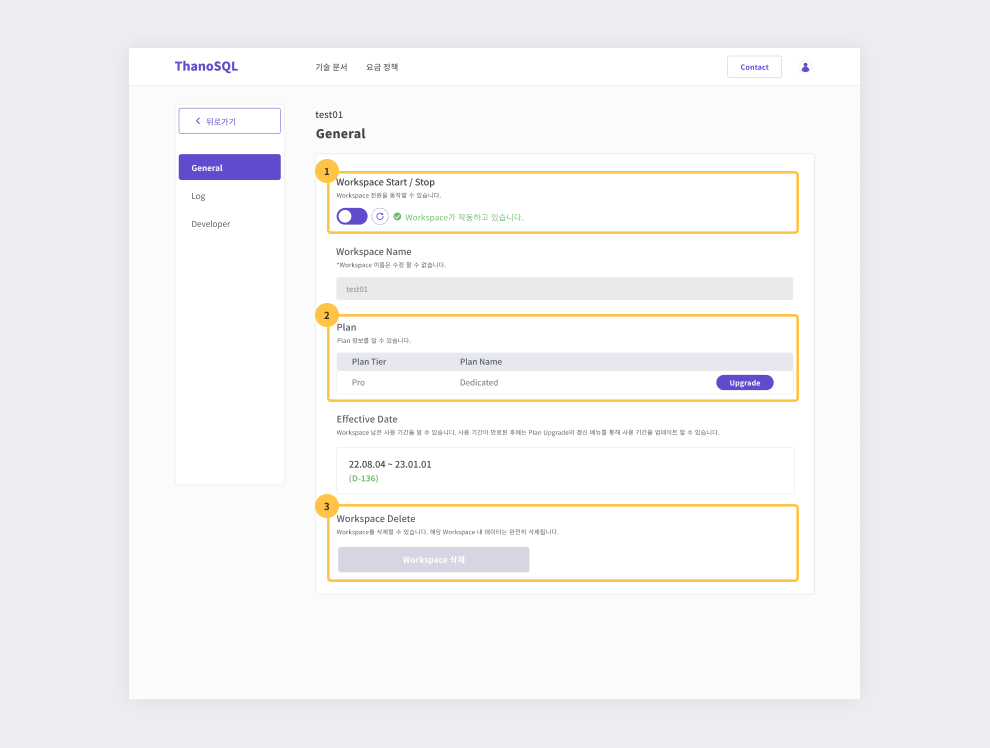 ThanoSQL
기술 문서
요금 정책
Contact
뒤로가기
General
Log
Developer
test01
General
1
Workspace Start / Stop
Workspace 전원을 동작할 수 있습니다.
Workspace가 작동하고 있습니다.
Workspace Name
*Workspace 이름은 수정 할 수 없습니다.
test01
2
Plan
Plan 정보를 알 수 있습니다.
Plan Tier Plan Name
Pro Dedicated Upgrade
Effective Date
Workspace 남은 사용 기간을 알 수 있습니다. 사용 기간이 만료된 후에는 Plan Upgrade의 갱신 메뉴를 통해 사용 기간을 업데이트 할 수 있습니다.
22.08.04 ~ 23.01.01
(D-136)
3
Workspace Delete
Workspace를 삭제할 수 있습니다. 해당 Workspace 내 데이터는 완전히 삭제됩니다.
Workspace 삭제